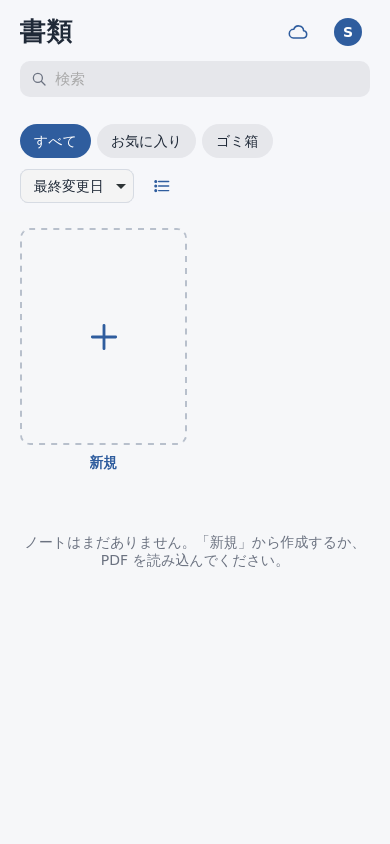 書類
S
検索
すべて
お気に入り
ゴミ箱
最終変更日
新規
ノートはまだありません。「新規」から作成するか、
PDF を読み込んでください。